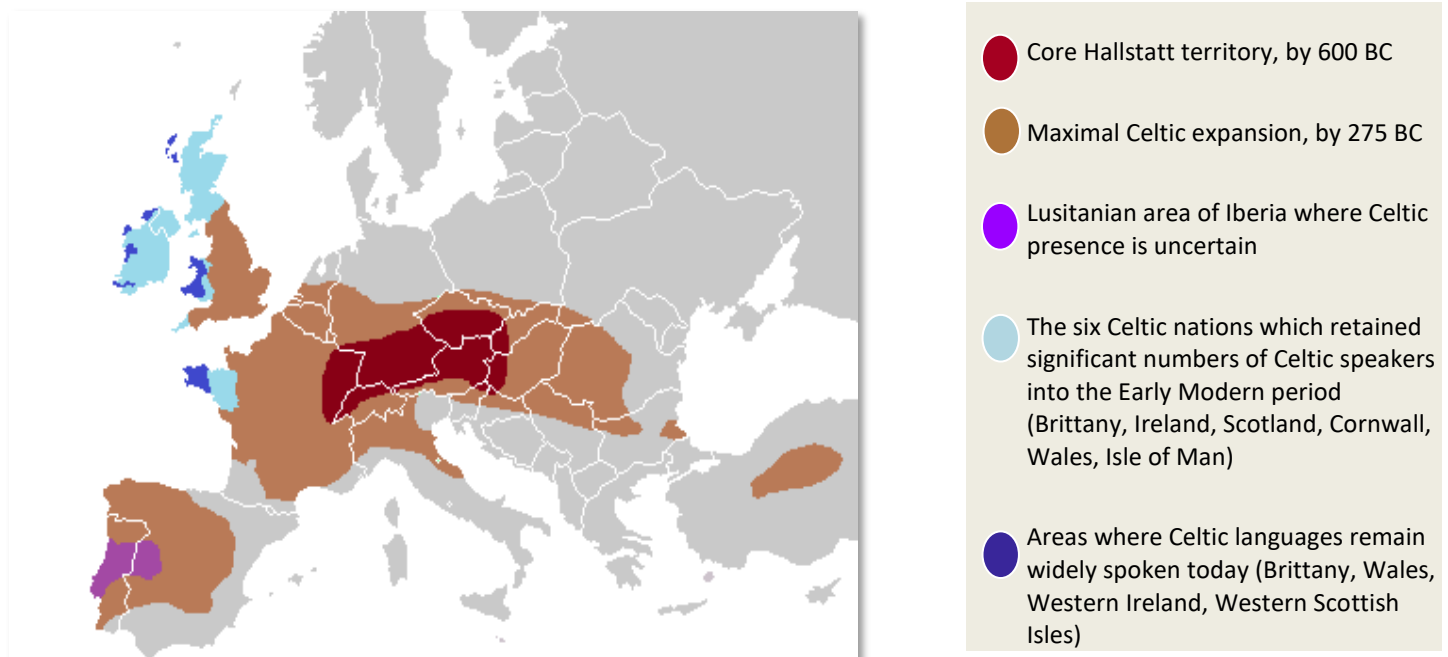 Core Hallstatt territory, by 600 BC
Maximal Celtic expansion, by 275 BC
Lusitanian area of Iberia where Celtic
presence is uncertain
The six Celtic nations which retained
significant numbers of Celtic speakers
into the Early Modern period
(Brittany, Ireland, Scotland, Cornwall,
Wales, Isle of Man)
Areas where Celtic languages remain
widely spoken today (Brittany, Wales,
Western Ireland, Western Scottish
Isles)